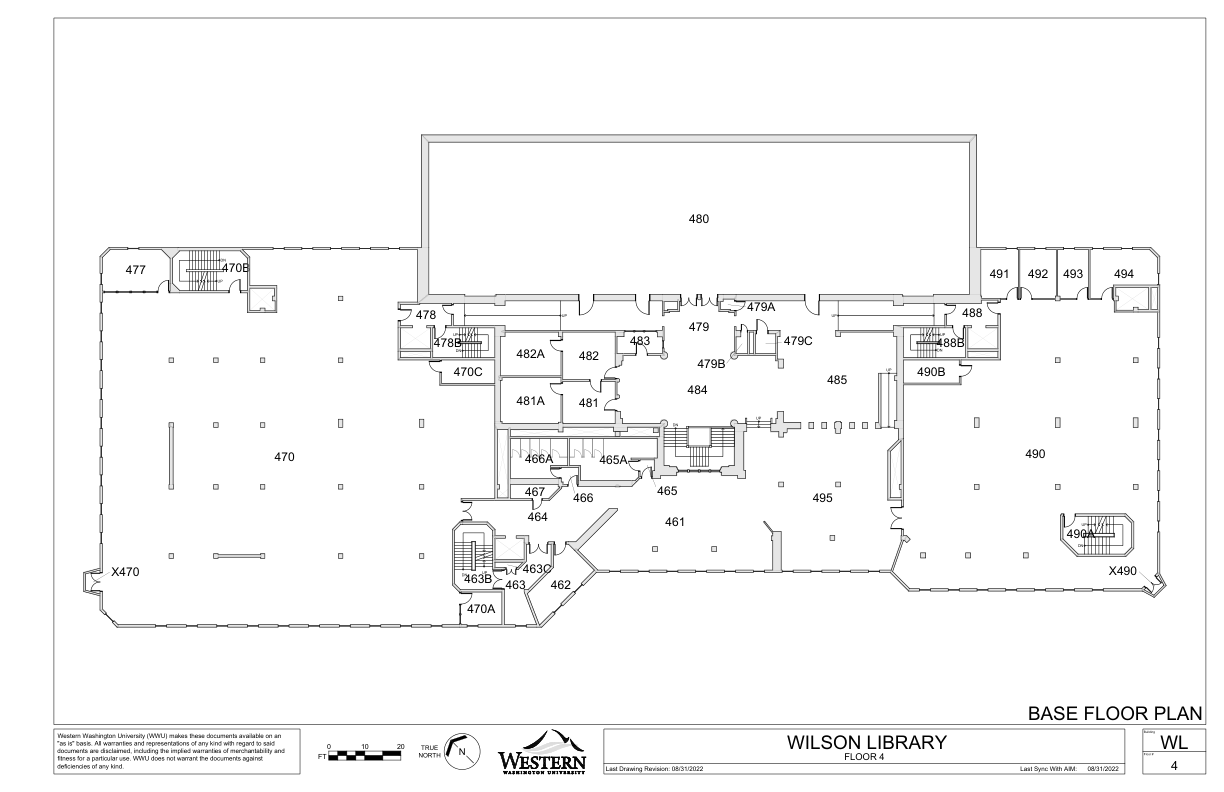 480
477
470B
491
492
493
494
479A
478
479
488
UP
DN
478B
482A
482
483
479C
488B
479B
470C
490B
481A
481
484
485
470
466A
465A
490
467
466
465
495
464
461
490A
X470
463B
463C
463
462
X490
470A
BASE FLOOR PLAN
Western Washington University (WWU) makes these documents available on an
"as is" basis. All warranties and representations of any kind with regard to said
documents are disclaimed, including the implied warranties of merchantability and
fitness for a particular use. WWU does not warrant the documents against
deficiencies of any kind.
0 10 20
FT
TRUE
NORTH
N
WESTERN
WASHINGTON UNIVERSITY
WILSON LIBRARY
FLOOR 4
Last Drawing Revision: 08/31/2022
Last Sync With AIM: 08/31/2022
Building
WL
Floor
4